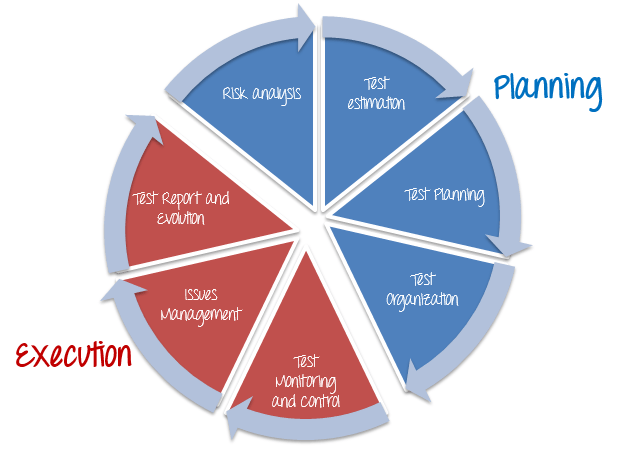 Risk analysis
Test
estimation
Planning
Test Planning
Test
Organization
Test
Monitoring
and Control
Issues
Management
Test Report and
Evolution
Execution